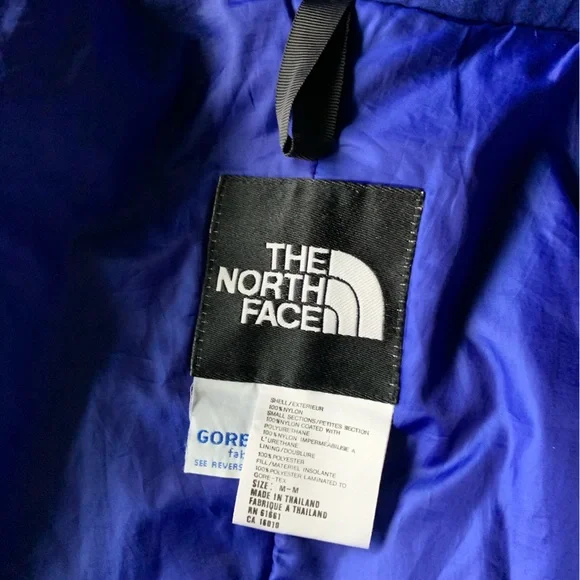 THE
NORTH
FACE
GORE
fab
SEE REVERS
SHELL/EXTERIEUR
100%NYLON
SMALL SECTIONS/PETITES SECTION
100%NYLON COATED WITH
POLYURETHANE
100%NYLON IMPERMEABILISE A
L'URETHANE
LINING/DOUBLURE
100%POLYESTER
FILL/MATERIEL INSOLANTE
100%POLYESTER LAMINATED TO
GORE-TEX
SIZE: M-M
MADE IN THAILAND
FABRIQUE À THAILAND
RN 61661
CA 16010